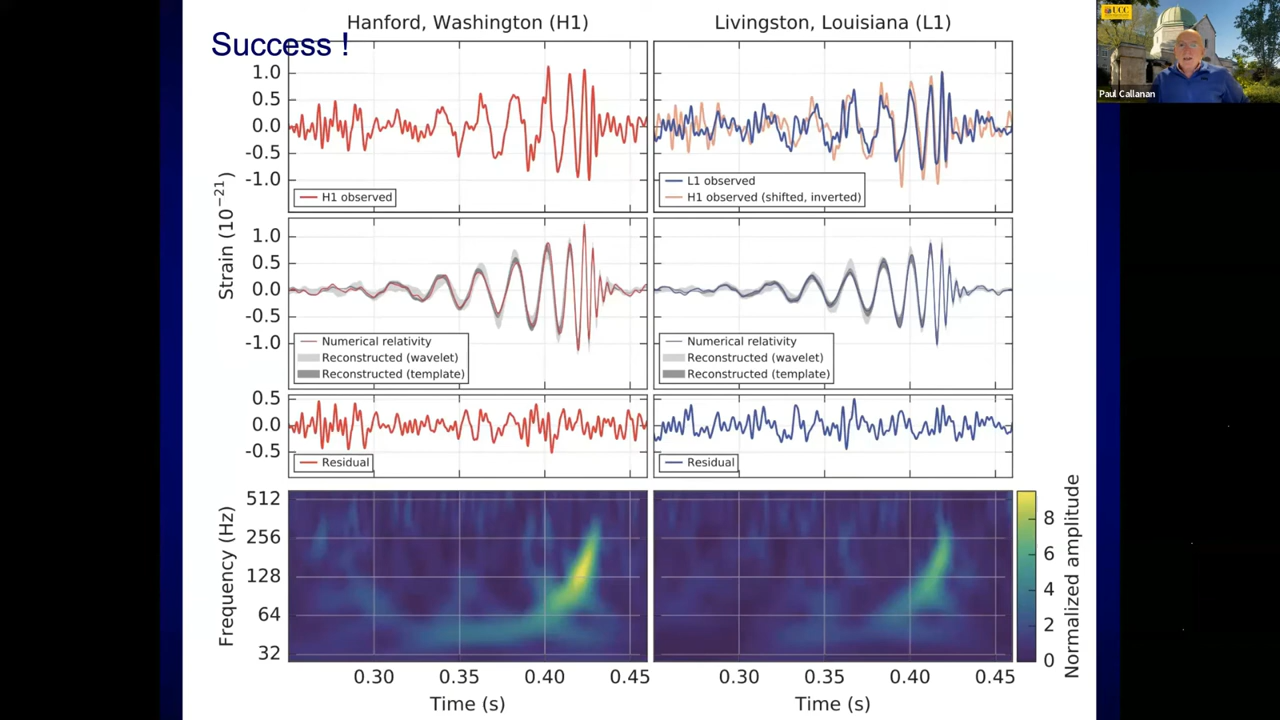 Hanford, Washington (H1)
Livingston, Louisiana (L1)
Success !
UCC
Paul Callanan
1.0
0.5
0.0
-0.5
-1.0
H1 observed
L1 observed
H1 observed (shifted, inverted)
Strain (10⁻²¹)
1.0
0.5
0.0
-0.5
-1.0
Numerical relativity
Reconstructed (wavelet)
Reconstructed (template)
Numerical relativity
Reconstructed (wavelet)
Reconstructed (template)
0.5
0.0
-0.5
Residual
Residual
Frequency (Hz)
512
256
128
64
32
Normalized amplitude
8
6
4
2
0
0.30
0.35
0.40
0.45
0.30
0.35
0.40
0.45
Time (s)
Time (s)